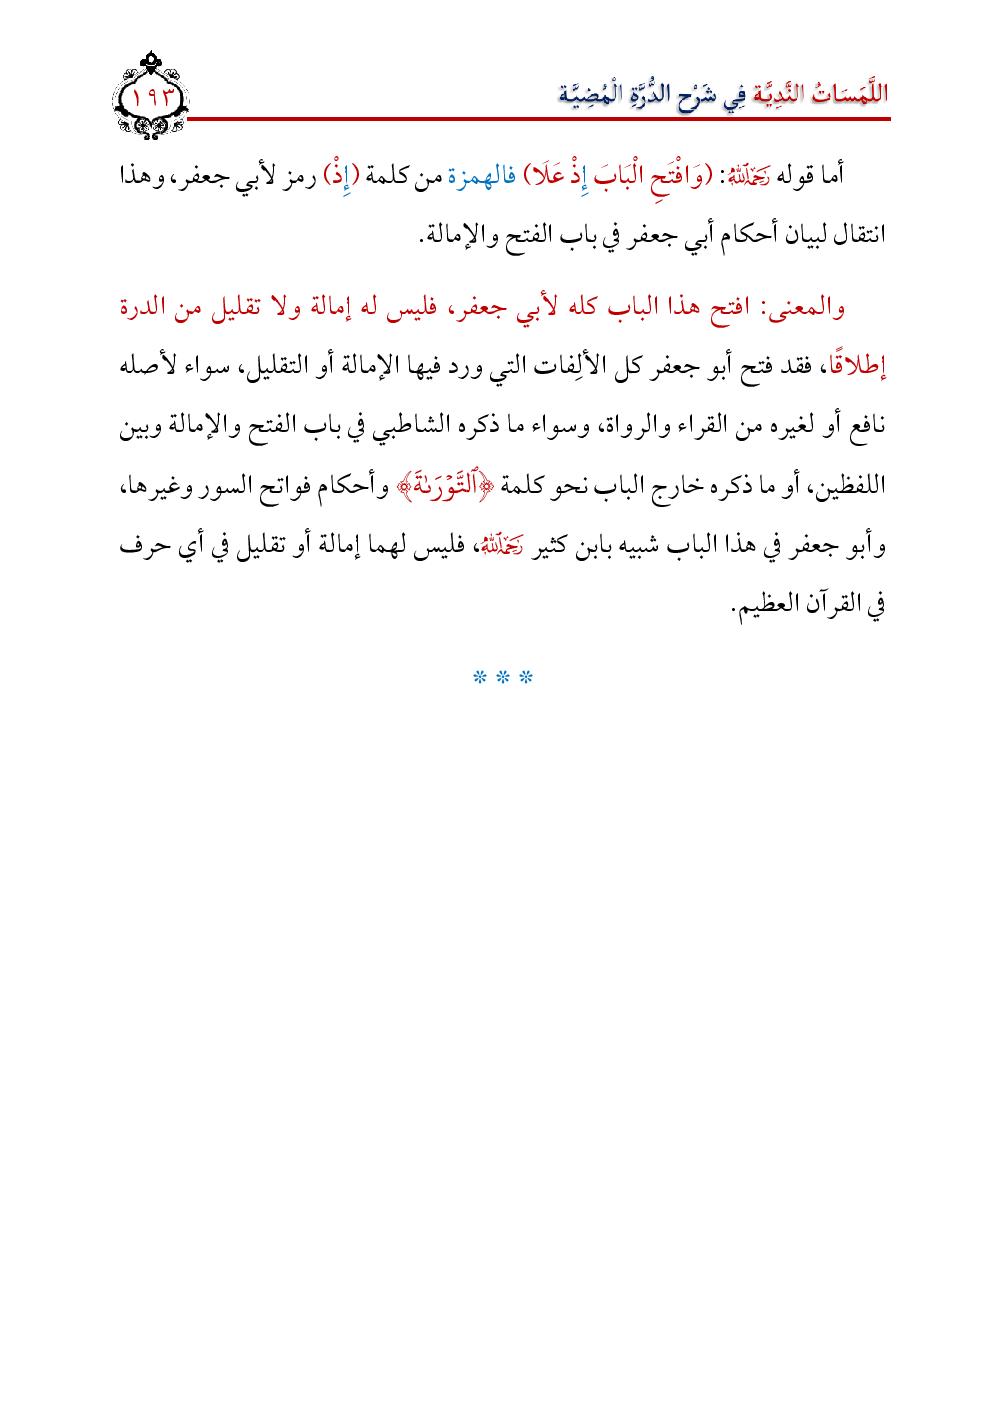 اللَّمَسَاتُ النَّدِيَّة فِي شَرْحِ الدُّرَّةِ الْمُضِيَّة
١٩٣
أما قوله رَحِمَهُ ٱللَّهُ: (وَافْتَحِ الْبَابَ إِذْ عَلَا) فالهمزة من كلمة (إِذْ) رمز لأبي جعفر، وهذا
انتقال لبيان أحكام أبي جعفر في باب الفتح والإمالة.
والمعنى: افتح هذا الباب كله لأبي جعفر، فليس له إمالة ولا تقليل من الدرة
إطلاقًا، فقد فتح أبو جعفر كل الألِفات التي ورد فيها الإمالة أو التقليل، سواء لأصله
نافع أو لغيره من القراء والرواة، وسواء ما ذكره الشاطبي في باب الفتح والإمالة وبين
اللفظين، أو ما ذكره خارج الباب نحو كلمة ﴿ٱلتَّوۡرَىٰةَ﴾ وأحكام فواتح السور وغيرها،
وأبو جعفر في هذا الباب شبيه بابن كثير رَحِمَهُ ٱللَّهُ، فليس لهما إمالة أو تقليل في أي حرف
في القرآن العظيم.
* * *